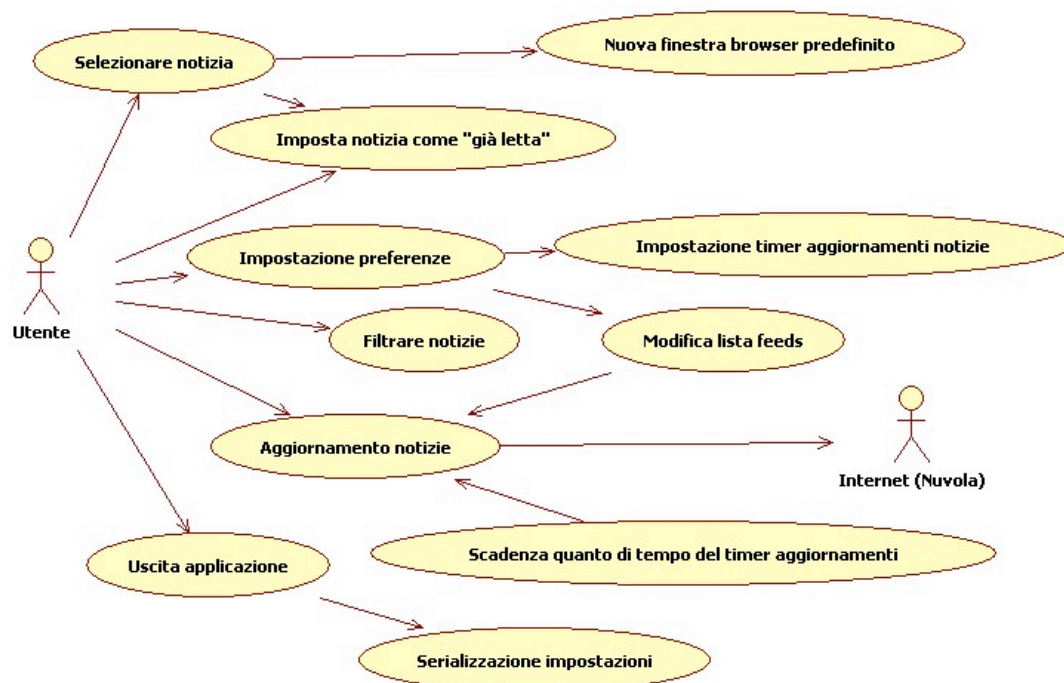 Nuova finestra browser predefinito
Selezionare notizia
Imposta notizia come "già letta"
Impostazione timer aggiornamenti notizie
Impostazione preferenze
Utente
Filtrare notizie
Modifica lista feeds
Aggiornamento notizie
Internet (Nuvola)
Scadenza quanto di tempo del timer aggiornamenti
Uscita applicazione
Serializzazione impostazioni